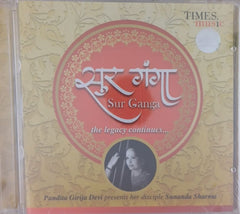 TIMES
MUSIC
सुर गंगा
Sur Ganga
the legacy continues...
Pandita Girija Devi presents her disciple Sunanda Sharma